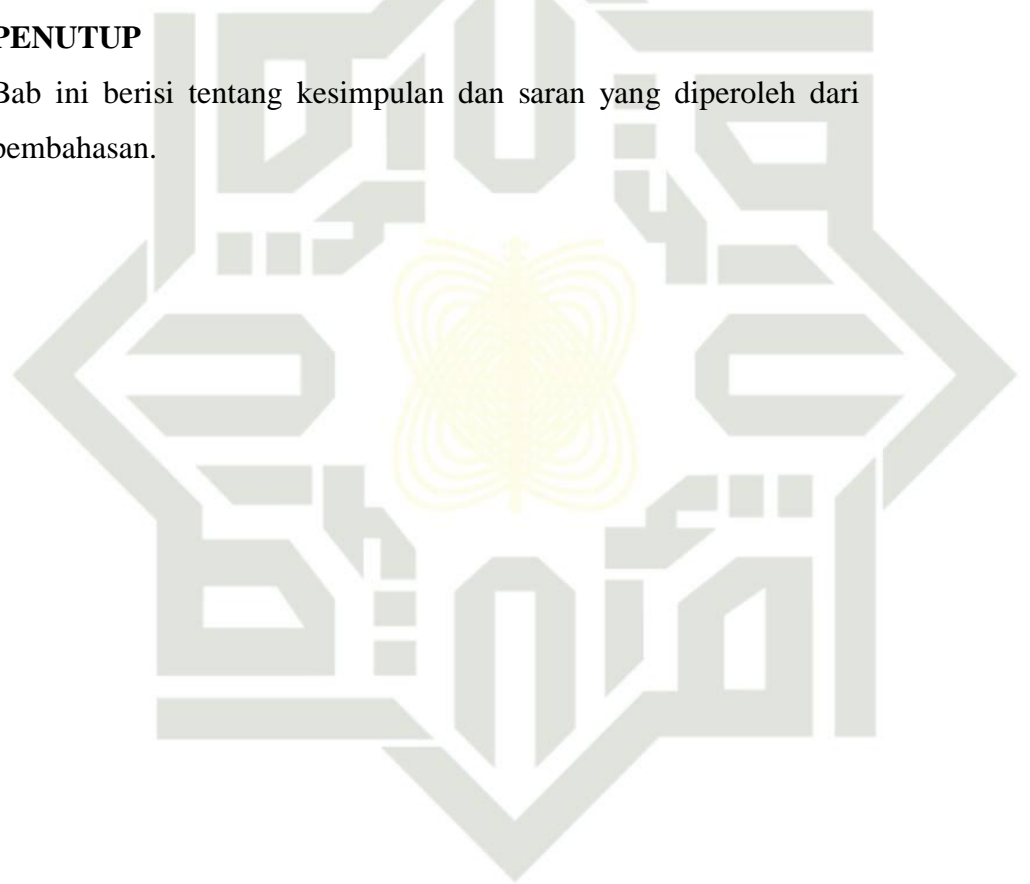 PENUTUP
Bab ini berisi tentang kesimpulan dan saran yang diperoleh dari
pembahasan.